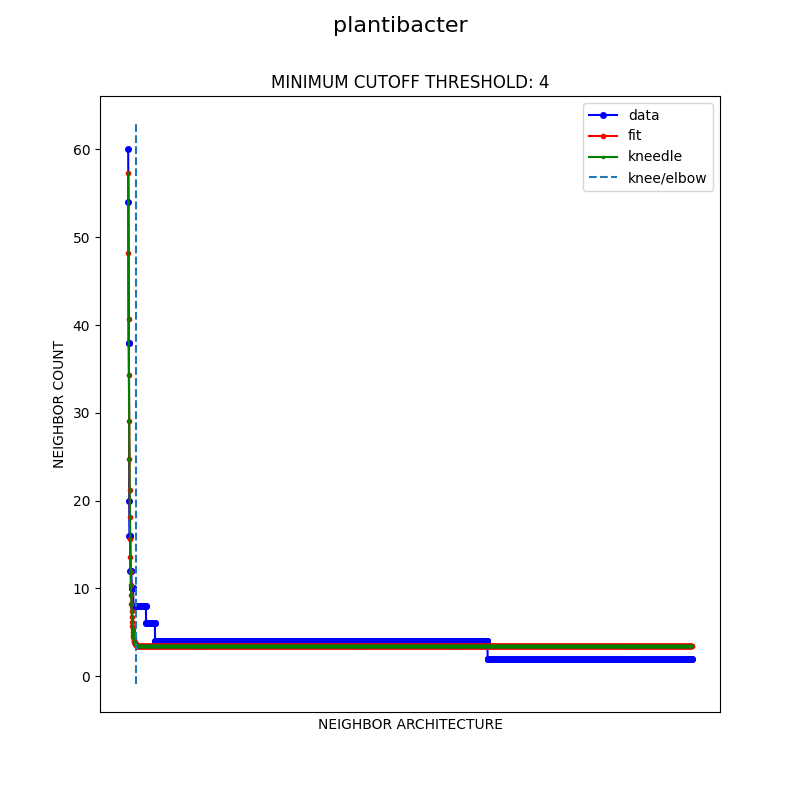 plantibacter
MINIMUM CUTOFF THRESHOLD: 4
data
fit
kneedle
knee/elbow
60
50
40
30
20
10
0
NEIGHBOR COUNT
NEIGHBOR ARCHITECTURE